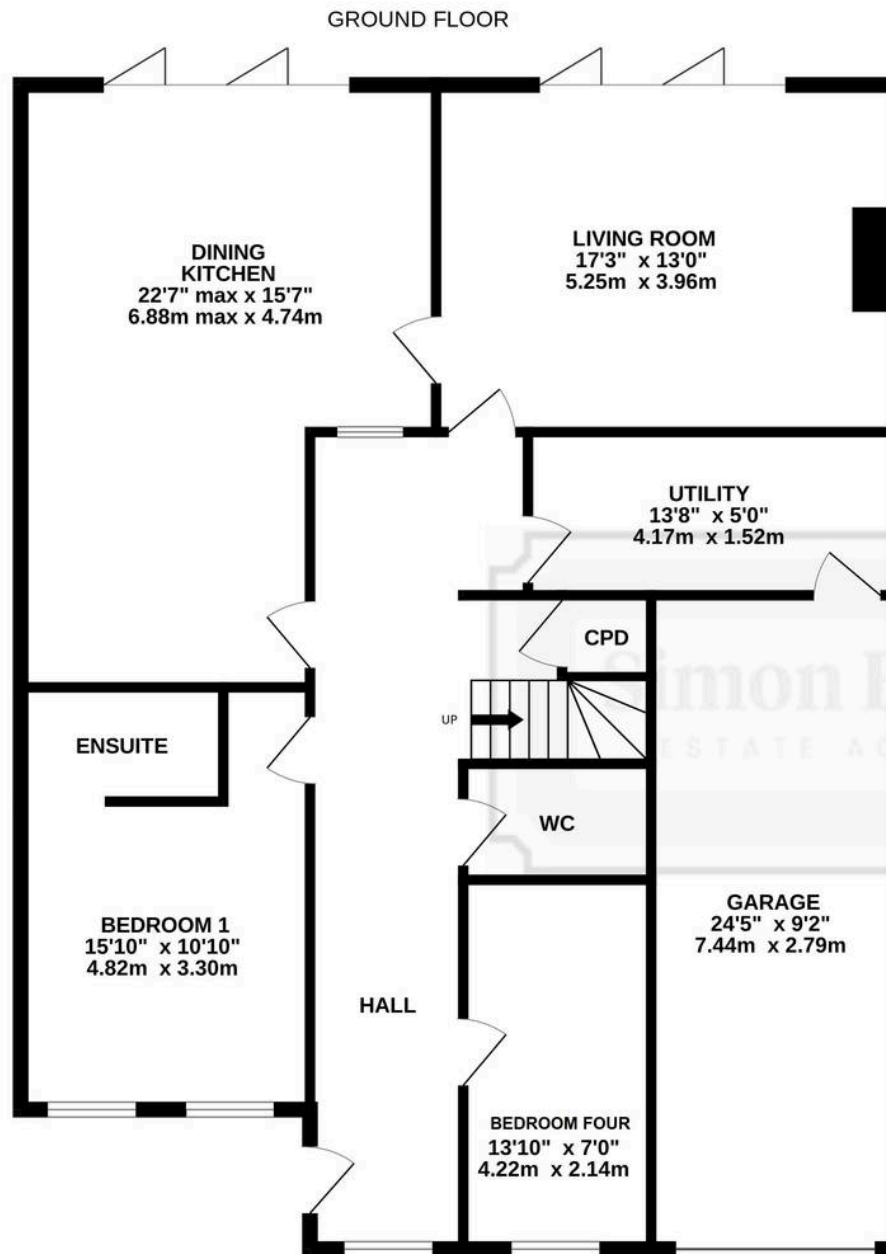 GROUND FLOOR
DINING
KITCHEN
22'7" max x 15'7"
6.88m max x 4.74m
LIVING ROOM
17'3" x 13'0"
5.25m x 3.96m
UTILITY
13'8" x 5'0"
4.17m x 1.52m
CPD
UP
Simon
ESTATE
ENSUITE
WC
GARAGE
24'5" x 9'2"
7.44m x 2.79m
BEDROOM 1
15'10" x 10'10"
4.82m x 3.30m
HALL
BEDROOM FOUR
13'10" x 7'0"
4.22m x 2.14m